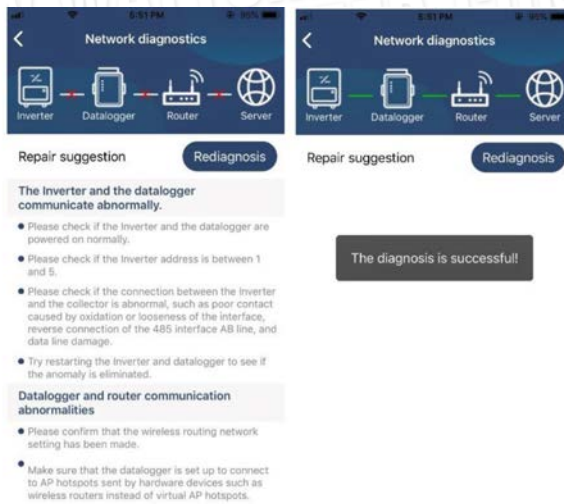 5:51 PM
95%
Network diagnostics
Inverter
Datalogger
Router
Server
Repair suggestion
Rediagnosis
The Inverter and the datalogger
communicate abnormally.
Please check if the Inverter and the datalogger are
powered on normally.
Please check if the Inverter address is between 1
and 5.
Please check if the connection between the Inverter
and the collector is abnormal, such as poor contact
caused by oxidation or looseness of the interface,
reverse connection of the 485 interface AB line, and
data line damage.
Try restarting the Inverter and datalogger to see if
the anomaly is eliminated.
Datalogger and router communication
abnormalities
Please confirm that the wireless routing network
setting has been made.
Make sure that the datalogger is set up to connect
to AP hotspots sent by hardware devices such as
wireless routers instead of virtual AP hotspots.
5:51 PM
95%
Network diagnostics
Inverter
Datalogger
Router
Server
Repair suggestion
Rediagnosis
The diagnosis is successful!